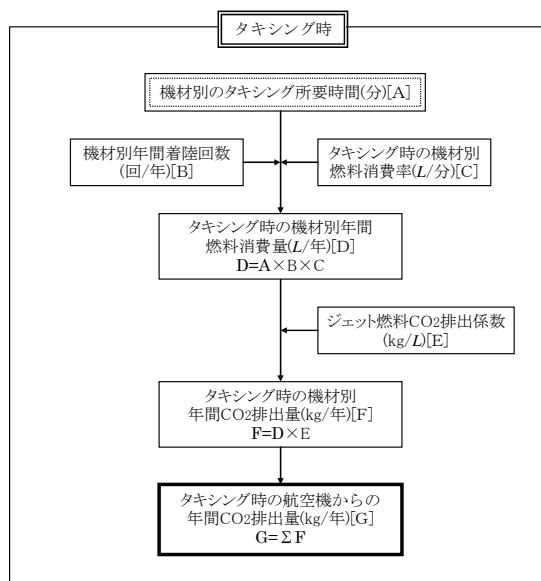 タキシング時
機材別のタキシング所要時間(分)[A]
機材別年間着陸回数
(回/年)[B]
タキシング時の機材別
燃料消費率(L/分)[C]
タキシング時の機材別年間
燃料消費量(L/年)[D]
D=A×B×C
ジェット燃料CO2排出係数
(kg/L)[E]
タキシング時の機材別
年間CO2排出量(kg/年)[F]
F=D×E
タキシング時の航空機からの
年間CO2排出量(kg/年)[G]
G=ΣF